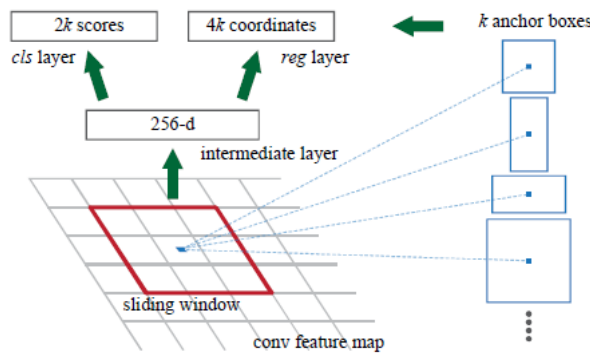 2k scores
4k coordinates
k anchor boxes
cls layer
reg layer
256-d
intermediate layer
sliding window
conv feature map